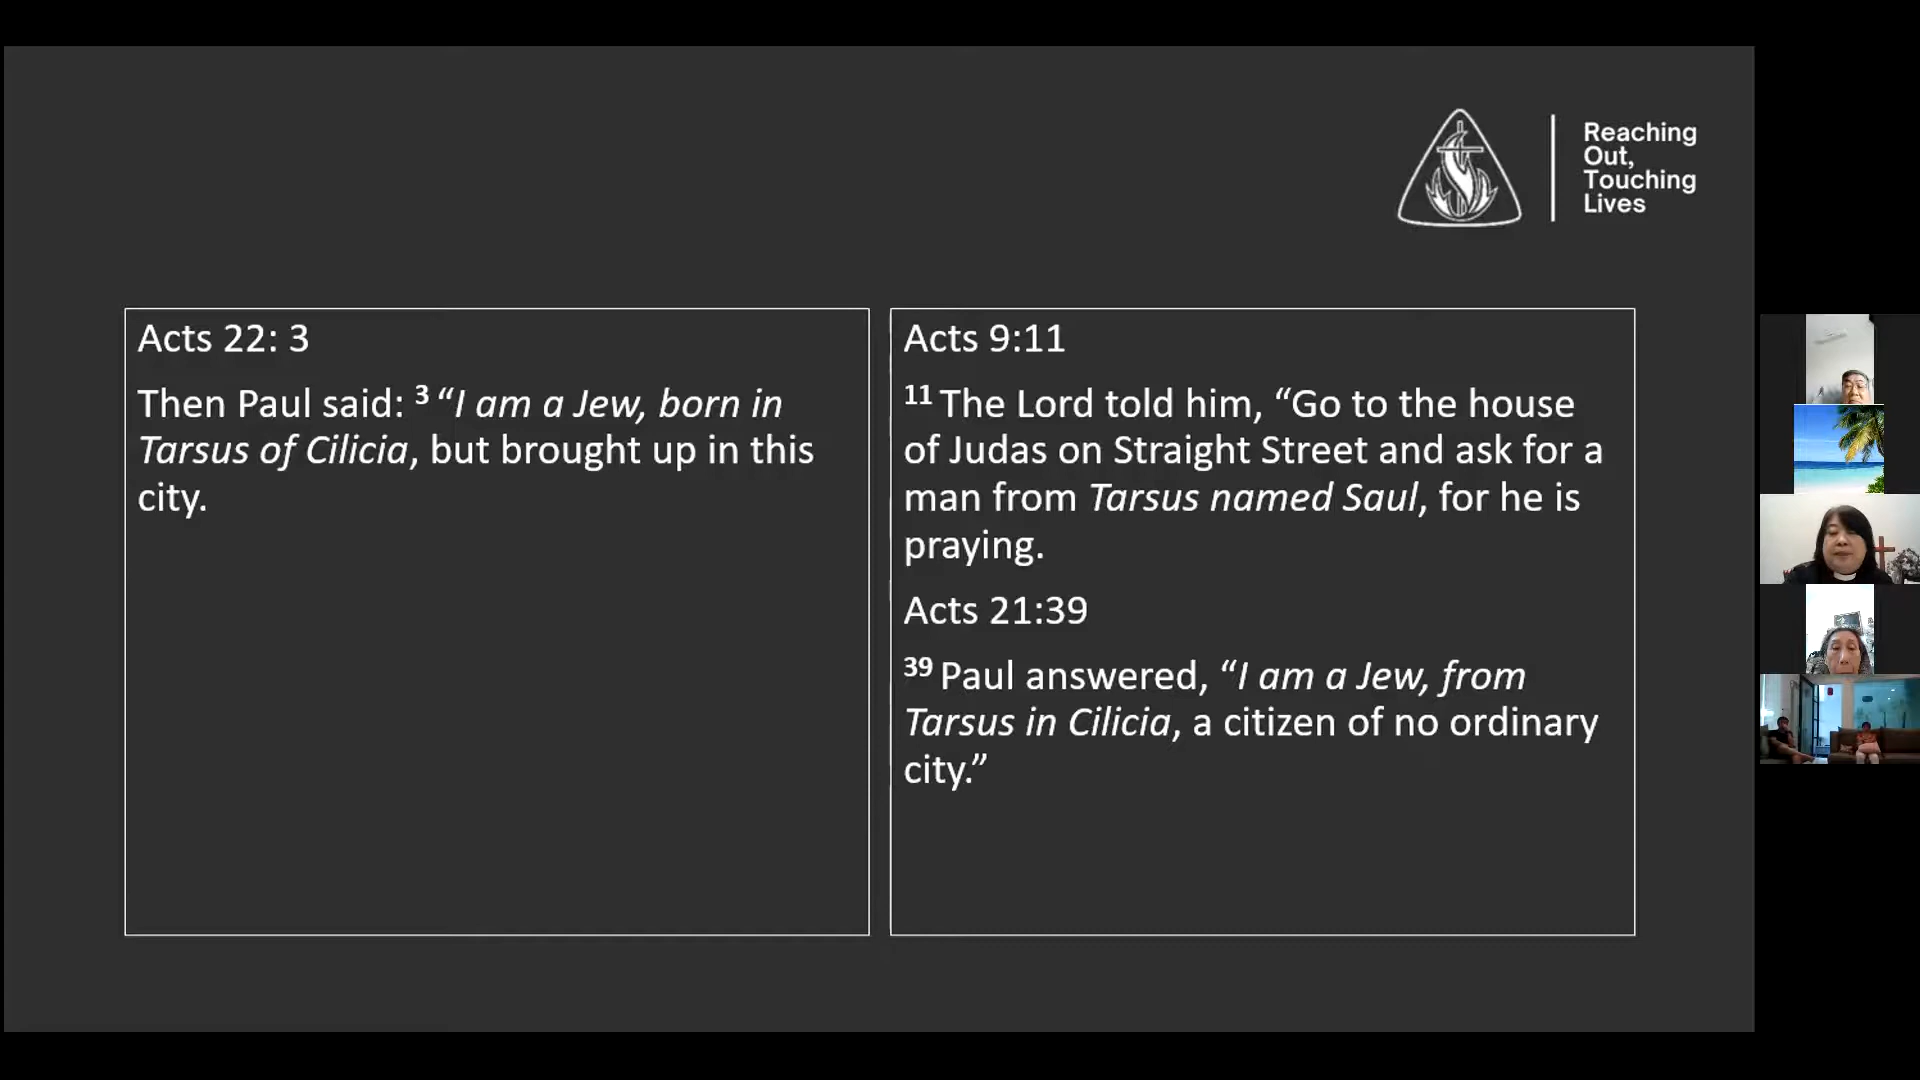 Reaching
Out,
Touching
Lives
Acts 22: 3
Then Paul said: 3 “I am a Jew, born in
Tarsus of Cilicia, but brought up in this
city.
Acts 9:11
11 The Lord told him, “Go to the house
of Judas on Straight Street and ask for a
man from Tarsus named Saul, for he is
praying.
Acts 21:39
39 Paul answered, “I am a Jew, from
Tarsus in Cilicia, a citizen of no ordinary
city.”